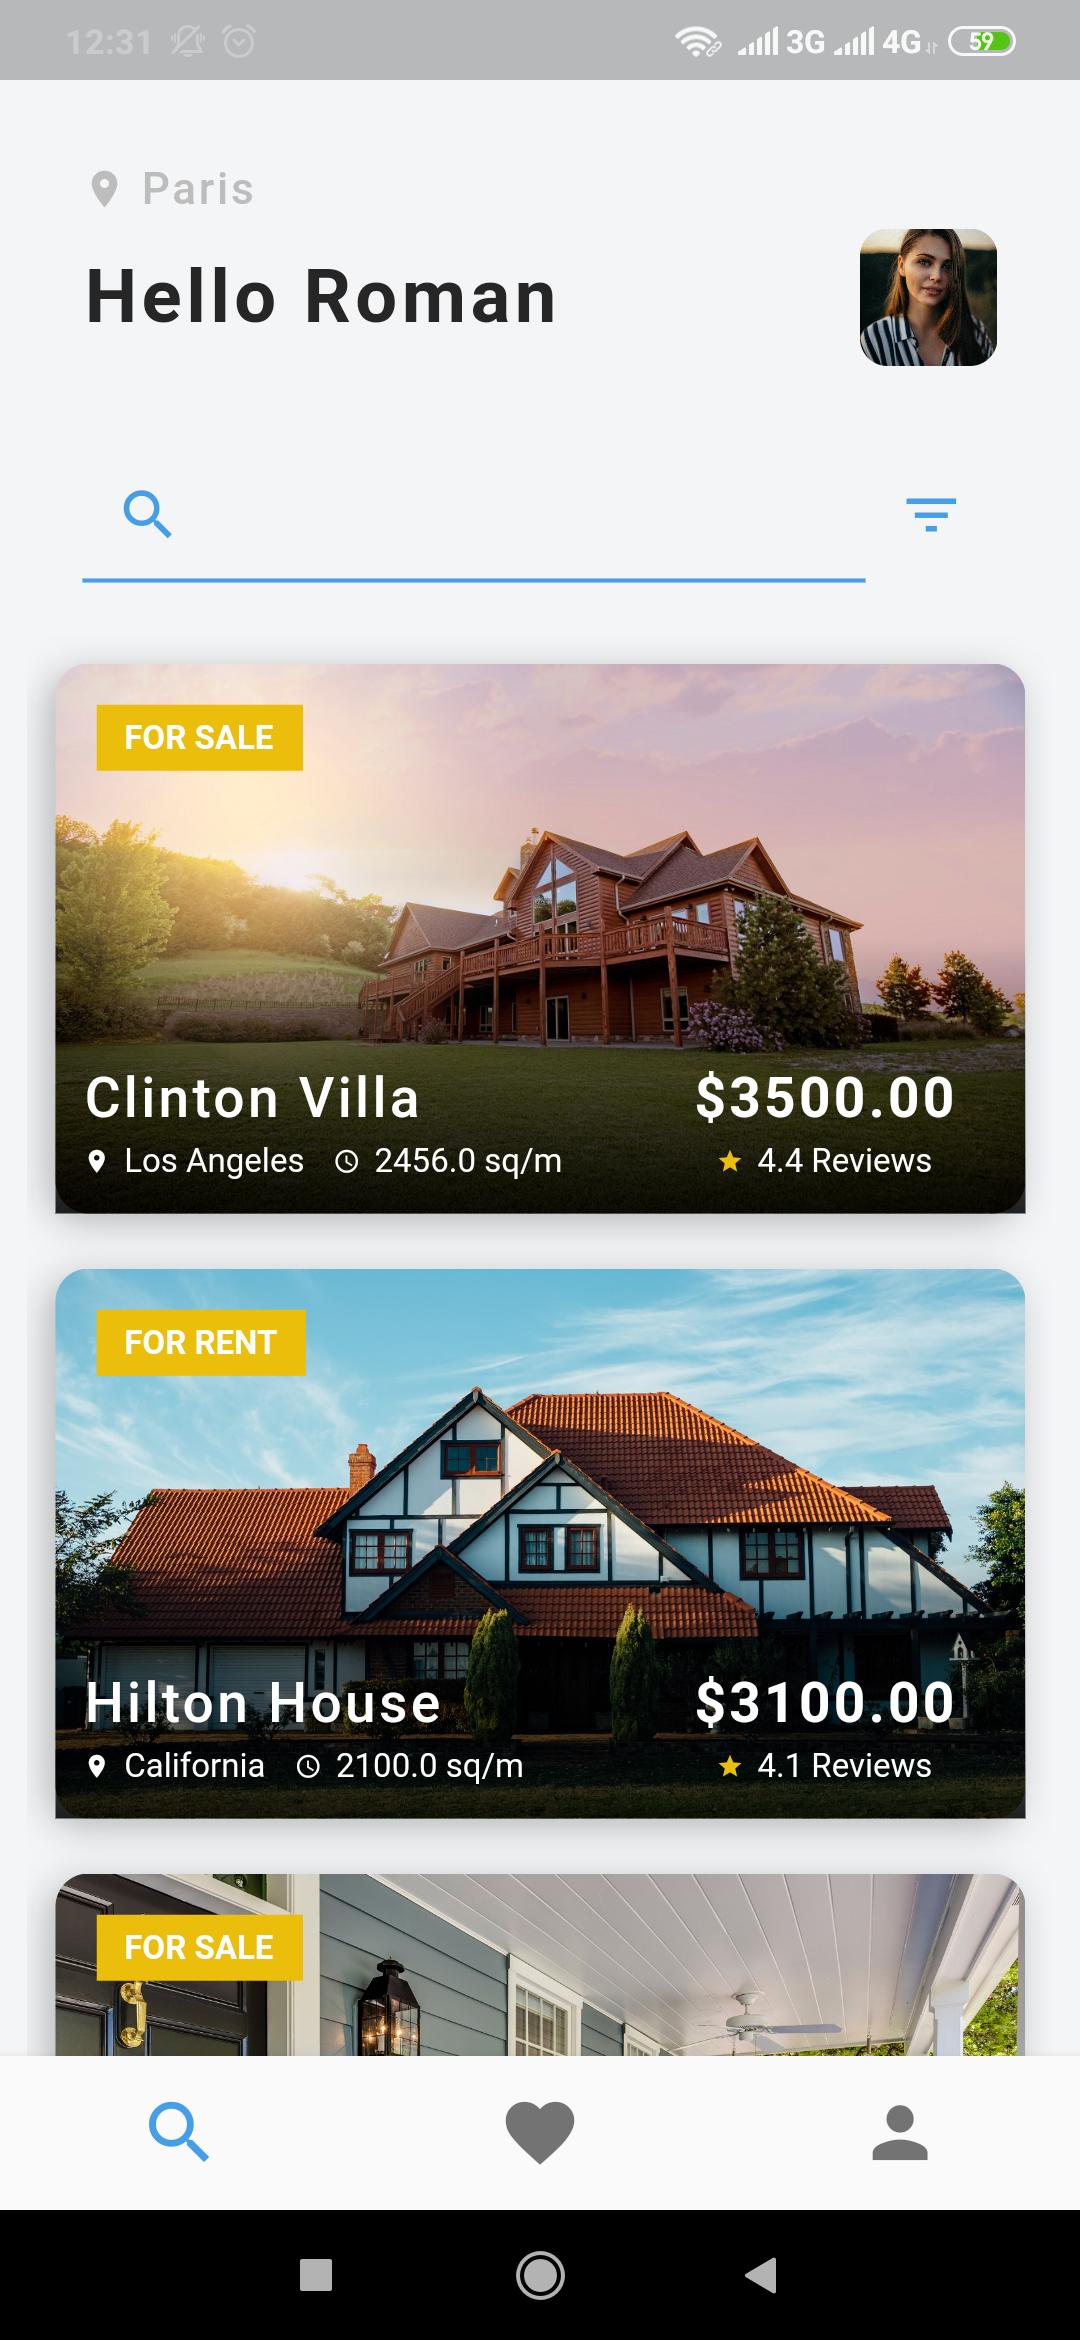 12:31 3G 4G 59
Paris
Hello Roman
FOR SALE
Clinton Villa $3500.00
Los Angeles 2456.0 sq/m 4.4 Reviews
FOR RENT
Hilton House $3100.00
California 2100.0 sq/m 4.1 Reviews
FOR SALE